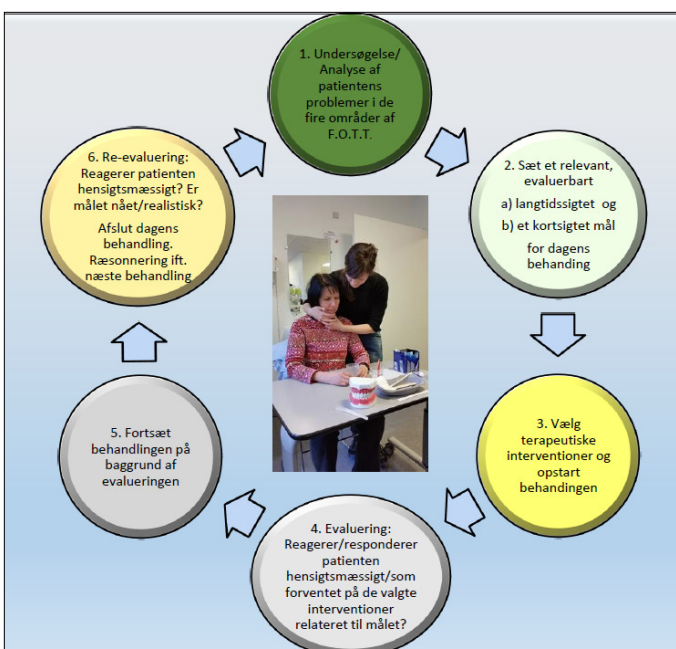 1. Undersøgelse/
Analyse af
patientens
problemer i de
fire områder af
F.O.T.T.
2. Sæt et relevant,
evaluerbart
a) langtidssigtet og
b) et kortsigtet mål
for dagens
behanding
3. Vælg
terapeutiske
interventioner og
opstart
behandingen
4. Evaluering:
Reagerer/responderer
patienten
hensigtsmæssigt/som
forventet på de valgte
interventioner
relateret til målet?
5. Fortsæt
behandlingen på
baggrund af
evalueringen
6. Re-evaluering:
Reagerer patienten
hensigtsmæssigt? Er
målet nået/realistisk?
Afslut dagens
behandling.
Ræsonnering ift.
næste behandling